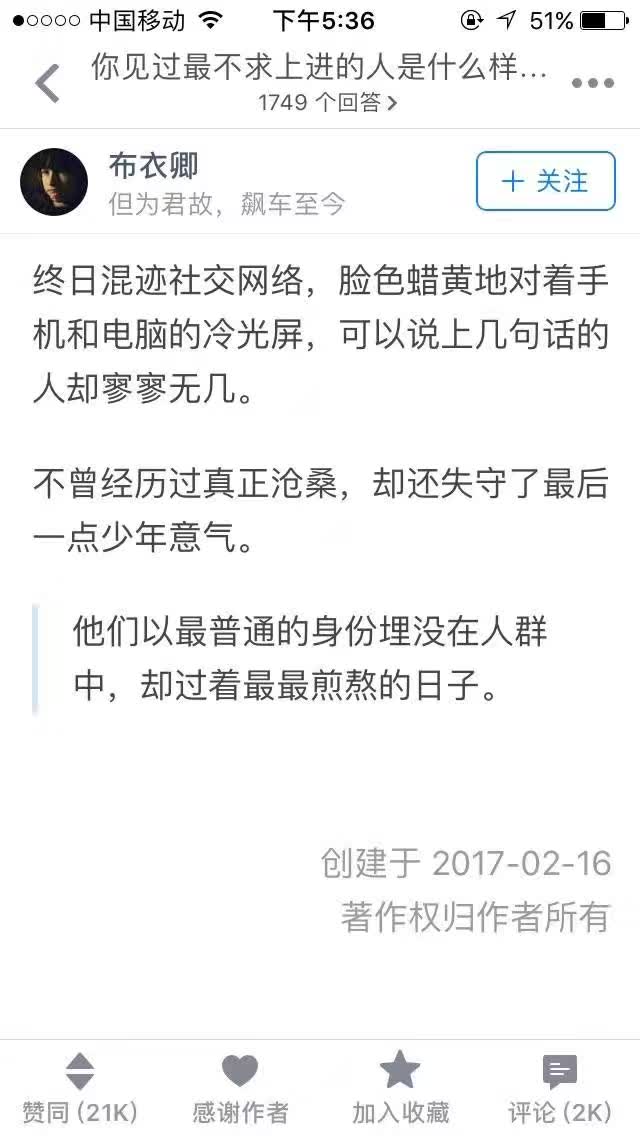 中国移动 下午5:36 51%
你见过最不求上进的人是什么样...
1749 个回答
布衣卿
但为君故，飙车至今
+ 关注
终日混迹社交网络，脸色蜡黄地对着手
机和电脑的冷光屏，可以说上几句话的
人却寥寥无几。
不曾经历过真正沧桑，却还失守了最后
一点少年意气。
他们以最普通的身份埋没在人群
中，却过着最最煎熬的日子。
创建于 2017-02-16
著作权归作者所有
赞同 (21K) 感谢作者 加入收藏 评论 (2K)